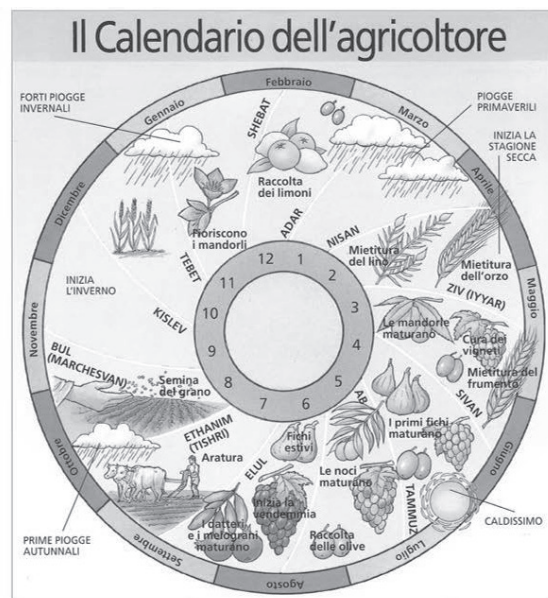 Il Calendario dell'agricoltore
FORTI PIOGGE
INVERNALI
PIOGGE
PRIMAVERILI
INIZIA LA
STAGIONE
SECCA
Gennaio
Febbraio
Marzo
Aprile
Maggio
Giugno
Luglio
Agosto
Settembre
Ottobre
Novembre
Dicembre
SHEBAT
Raccolta
dei limoni
ADAR
NISAN
Mietitura
del lino
Mietitura
dell'orzo
ZIV (IYYAR)
Le mandorle
maturano
Cura dei
vigneti
Mietitura del
frumento
SIVAN
I primi fichi
maturano
TAMMUZ
CALDISSIMO
AB
Le noci
maturano
Raccolta
delle olive
Fichi
estivi
ELUL
Inizia la
vendemmia
I datteri
e i melograni
maturano
ETHANIM
(TISHRI)
Aratura
PRIME PIOGGE
AUTUNNALI
BUL
(MARCHESVAN)
Semina
del grano
KISLEV
INIZIA
L'INVERNO
TEBET
Fioriscono
i mandorli
1
2
3
4
5
6
7
8
9
10
11
12